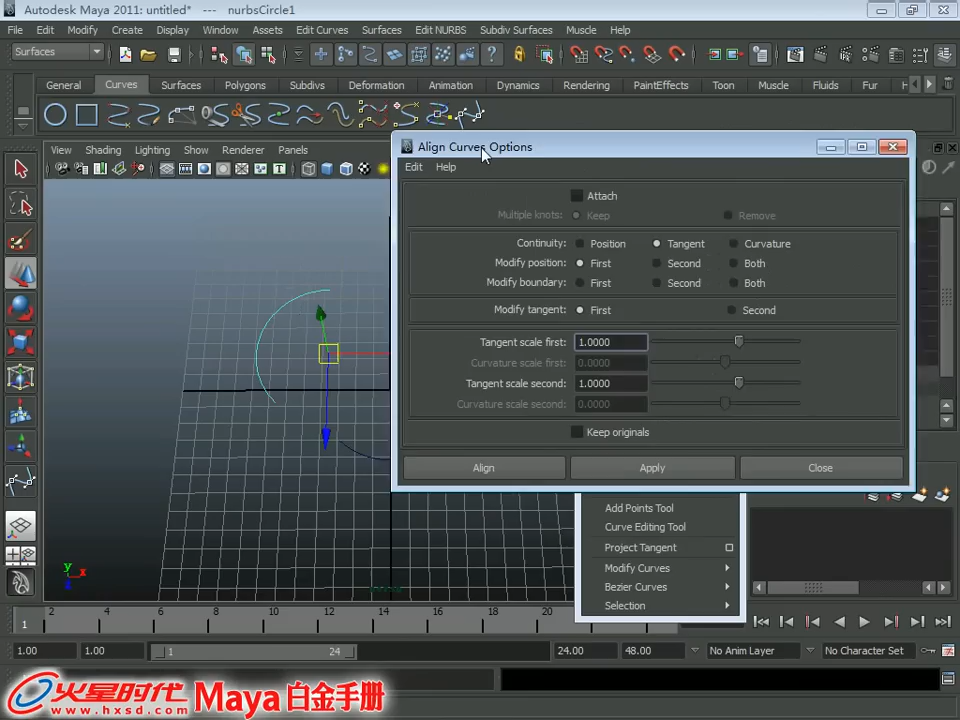 Autodesk Maya 2011: untitled* --- nurbsCircle1
File Edit Modify Create Display Window Assets Edit Curves Surfaces Edit NURBS Subdiv Surfaces Muscle Help
Surfaces
General Curves Surfaces Polygons Subdivs Deformation Animation Dynamics Rendering PaintEffects Toon Muscle Fluids Fur
View Shading Lighting Show Renderer Panels
Align Curves Options
Edit Help
Attach
Multiple knots: Keep Remove
Continuity: Position Tangent Curvature
Modify position: First Second Both
Modify boundary: First Second Both
Modify tangent: First Second
Tangent scale first: 1.0000
Curvature scale first: 0.0000
Tangent scale second: 1.0000
Curvature scale second: 0.0000
Keep originals
Align Apply Close
Add Points Tool
Curve Editing Tool
Project Tangent
Modify Curves
Bezier Curves
Selection
y
x
2 4 6 8 10 12 14 16 18 20
1
1.00 1.00 1 24 24.00 48.00 No Anim Layer No Character Set
火星时代 Maya 白金手册
www.hxsd.com